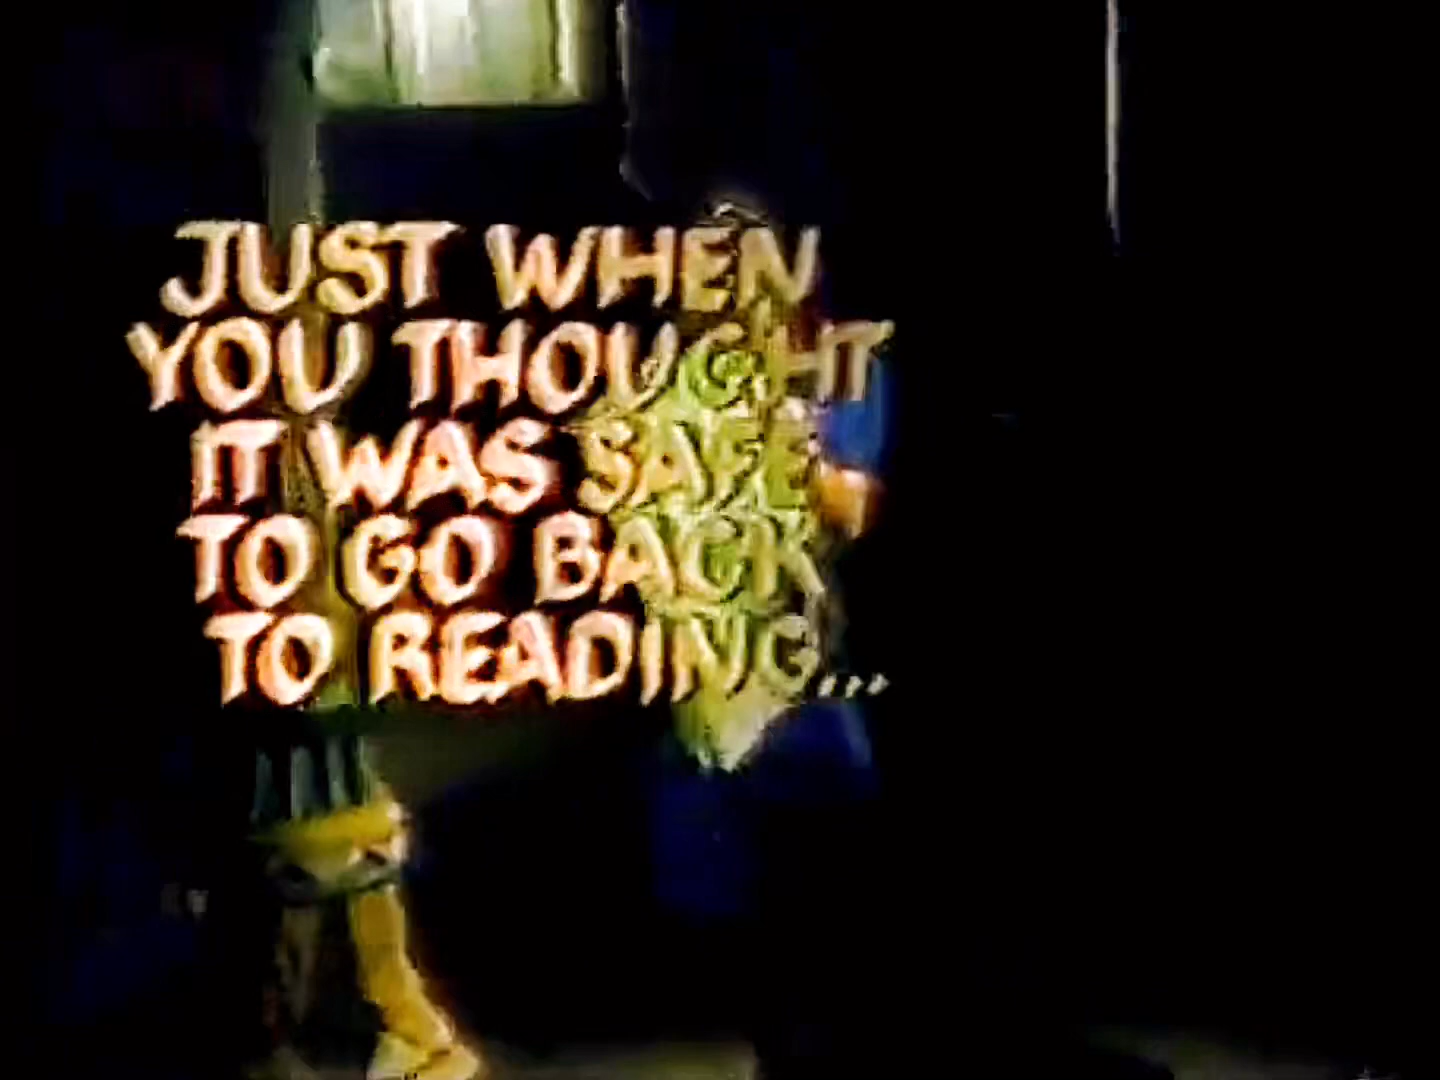 JUST WHEN
YOU THOUGHT
IT WAS SAFE
TO GO BACK
TO READING...